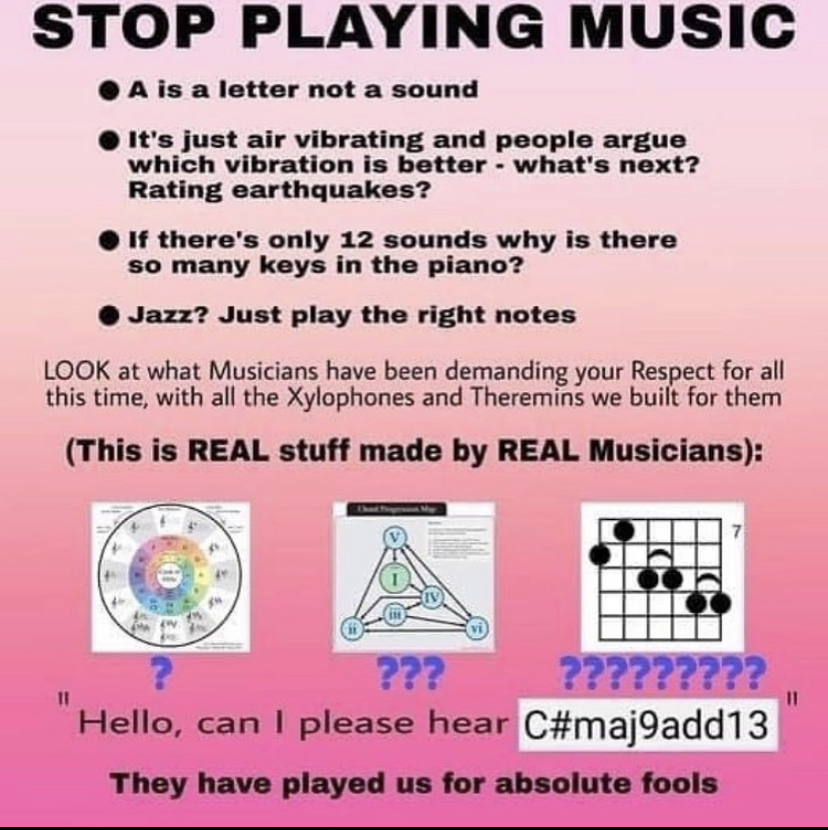 STOP PLAYING MUSIC
● A is a letter not a sound
● It's just air vibrating and people argue
which vibration is better - what's next?
Rating earthquakes?
● If there's only 12 sounds why is there
so many keys in the piano?
● Jazz? Just play the right notes
LOOK at what Musicians have been demanding your Respect for all
this time, with all the Xylophones and Theremins we built for them
(This is REAL stuff made by REAL Musicians):
Chord Progression Map
V
I
IV
iii
ii
vi
7
? ??? ?????????
"Hello, can I please hear C#maj9add13"
They have played us for absolute fools